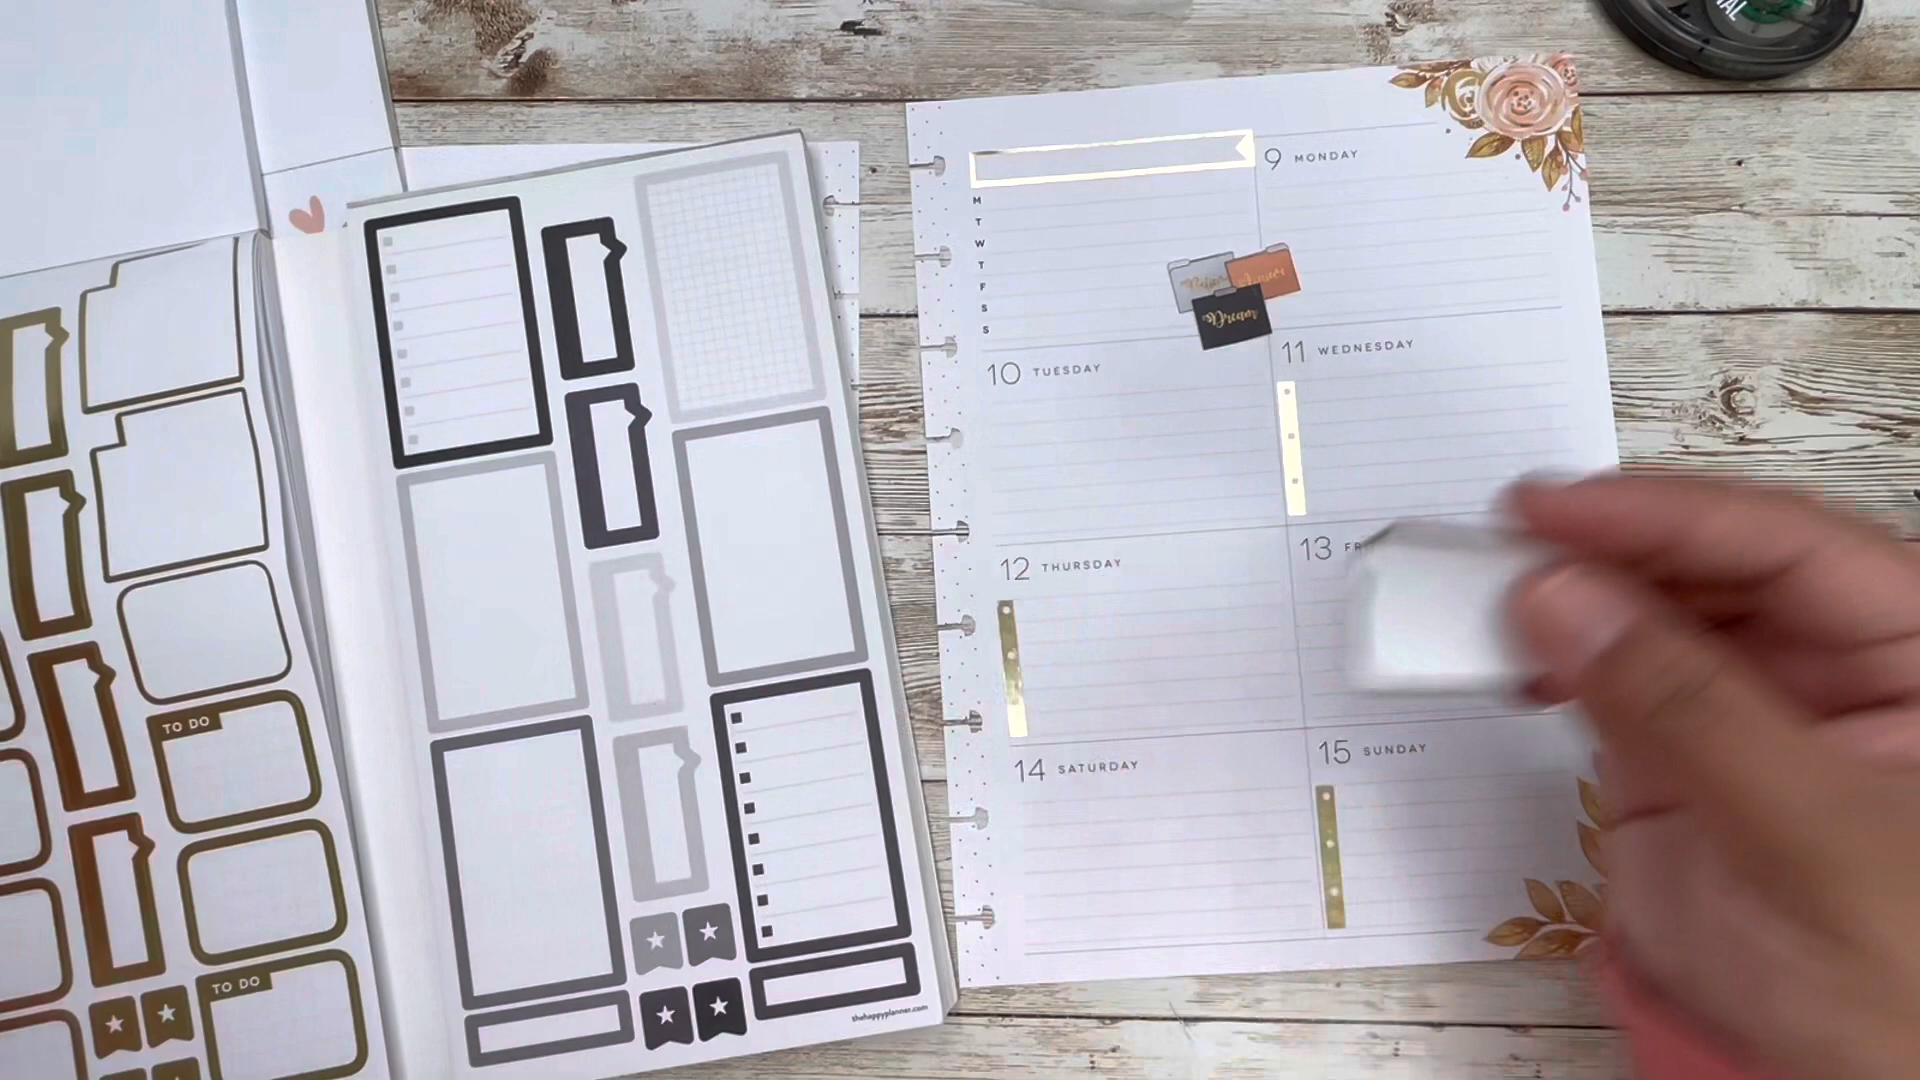 TO DO
TO DO
thehappyplanner.com
9 MONDAY
M
T
W
T
F
S
S
Dream
10 TUESDAY
11 WEDNESDAY
12 THURSDAY
13 FR
14 SATURDAY
15 SUNDAY